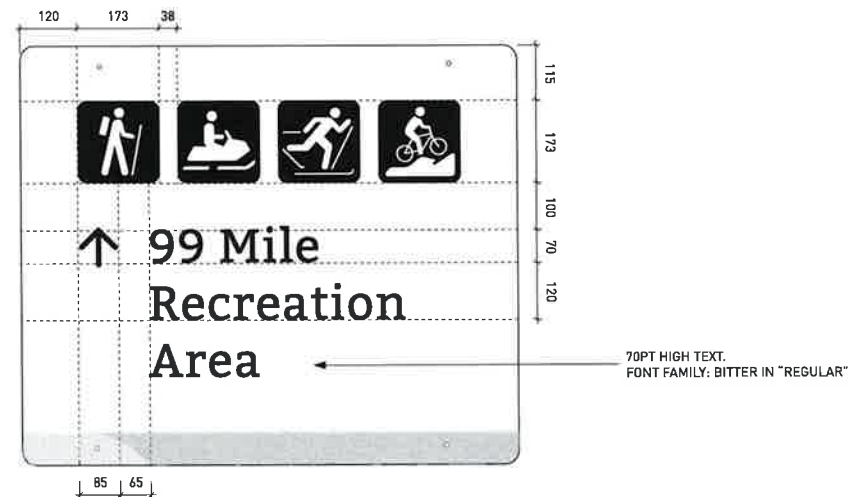 120 173 38
115
173
100
70
120
99 Mile
Recreation
Area
70PT HIGH TEXT.
FONT FAMILY: BITTER IN "REGULAR"
85 65